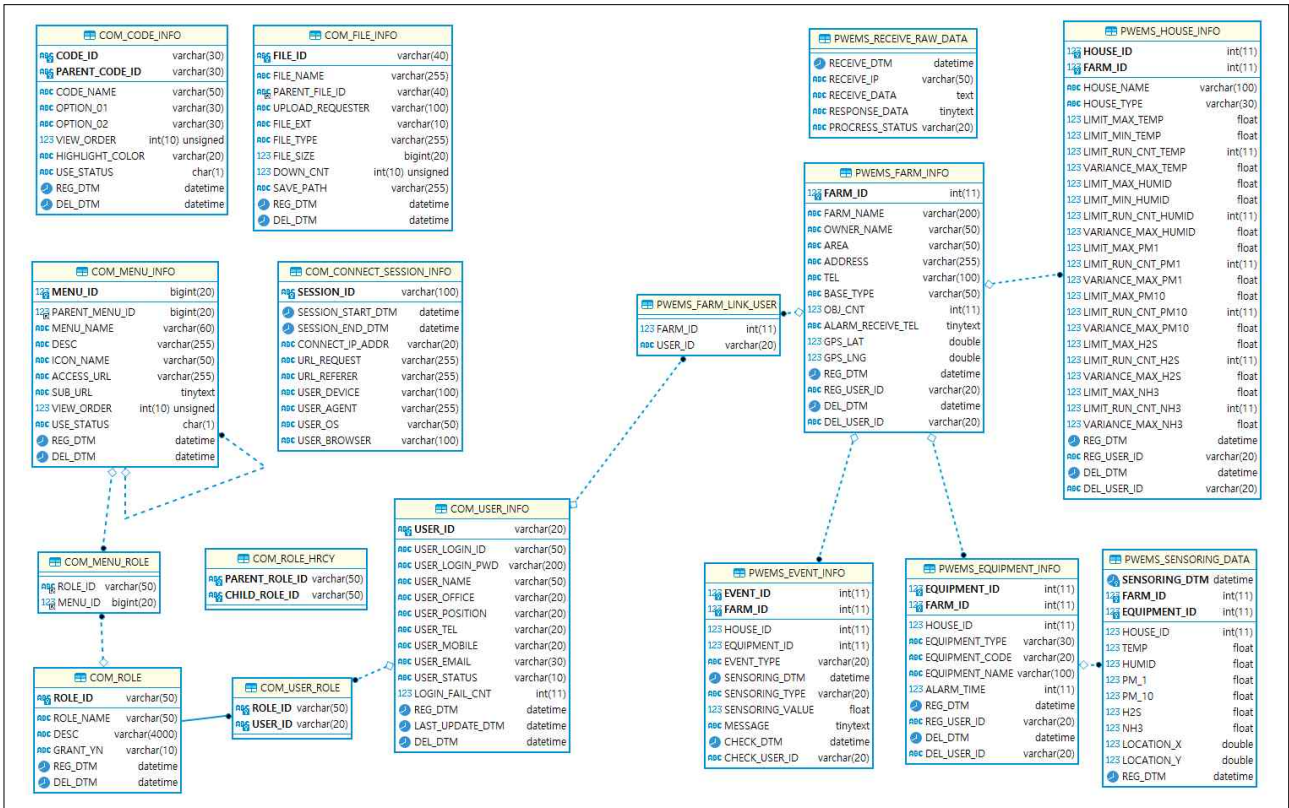 COM_CODE_INFO
CODE_ID varchar(30)
PARENT_CODE_ID varchar(30)
CODE_NAME varchar(50)
OPTION_01 varchar(30)
OPTION_02 varchar(30)
VIEW_ORDER int(10) unsigned
HIGHLIGHT_COLOR varchar(20)
USE_STATUS char(1)
REG_DTM datetime
DEL_DTM datetime
COM_FILE_INFO
FILE_ID varchar(40)
FILE_NAME varchar(255)
PARENT_FILE_ID varchar(40)
UPLOAD_REQUESTER varchar(100)
FILE_EXT varchar(10)
FILE_TYPE varchar(255)
FILE_SIZE bigint(20)
DOWN_CNT int(10) unsigned
SAVE_PATH varchar(255)
REG_DTM datetime
DEL_DTM datetime
PWEMS_RECEIVE_RAW_DATA
RECEIVE_DTM datetime
RECEIVE_IP varchar(50)
RECEIVE_DATA text
RESPONSE_DATA tinytext
PROCRESS_STATUS varchar(20)
PWEMS_HOUSE_INFO
HOUSE_ID int(11)
FARM_ID int(11)
HOUSE_NAME varchar(100)
HOUSE_TYPE varchar(30)
LIMIT_MAX_TEMP float
LIMIT_MIN_TEMP float
LIMIT_RUN_CNT_TEMP int(11)
VARIANCE_MAX_TEMP float
LIMIT_MAX_HUMID float
LIMIT_MIN_HUMID float
LIMIT_RUN_CNT_HUMID int(11)
VARIANCE_MAX_HUMID float
LIMIT_MAX_PM1 float
LIMIT_RUN_CNT_PM1 int(11)
VARIANCE_MAX_PM1 float
LIMIT_MAX_PM10 float
LIMIT_RUN_CNT_PM10 int(11)
VARIANCE_MAX_PM10 float
LIMIT_MAX_H2S float
LIMIT_RUN_CNT_H2S int(11)
VARIANCE_MAX_H2S float
LIMIT_MAX_NH3 float
LIMIT_RUN_CNT_NH3 int(11)
VARIANCE_MAX_NH3 float
REG_DTM datetime
REG_USER_ID varchar(20)
DEL_DTM datetime
DEL_USER_ID varchar(20)
PWEMS_FARM_INFO
FARM_ID int(11)
FARM_NAME varchar(200)
OWNER_NAME varchar(50)
AREA varchar(50)
ADDRESS varchar(255)
TEL varchar(100)
BASE_TYPE varchar(50)
OBJ_CNT int(11)
ALARM_RECEIVE_TEL tinytext
GPS_LAT double
GPS_LNG double
REG_DTM datetime
REG_USER_ID varchar(20)
DEL_DTM datetime
DEL_USER_ID varchar(20)
COM_MENU_INFO
MENU_ID bigint(20)
PARENT_MENU_ID bigint(20)
MENU_NAME varchar(60)
DESC varchar(255)
ICON_NAME varchar(50)
ACCESS_URL varchar(255)
SUB_URL tinytext
VIEW_ORDER int(10) unsigned
USE_STATUS char(1)
REG_DTM datetime
DEL_DTM datetime
COM_CONNECT_SESSION_INFO
SESSION_ID varchar(100)
SESSION_START_DTM datetime
SESSION_END_DTM datetime
CONNECT_IP_ADDR varchar(20)
URL_REQUEST varchar(255)
URL_REFERER varchar(255)
USER_DEVICE varchar(100)
USER_AGENT varchar(255)
USER_OS varchar(50)
USER_BROWSER varchar(100)
PWEMS_FARM_LINK_USER
FARM_ID int(11)
USER_ID varchar(20)
COM_MENU_ROLE
ROLE_ID varchar(50)
MENU_ID bigint(20)
COM_ROLE_HRCY
PARENT_ROLE_ID varchar(50)
CHILD_ROLE_ID varchar(50)
COM_USER_INFO
USER_ID varchar(20)
USER_LOGIN_ID varchar(50)
USER_LOGIN_PWD varchar(200)
USER_NAME varchar(50)
USER_OFFICE varchar(20)
USER_POSITION varchar(20)
USER_TEL varchar(20)
USER_MOBILE varchar(20)
USER_EMAIL varchar(30)
USER_STATUS varchar(10)
LOGIN_FAIL_CNT int(11)
REG_DTM datetime
LAST_UPDATE_DTM datetime
DEL_DTM datetime
COM_ROLE
ROLE_ID varchar(50)
ROLE_NAME varchar(50)
DESC varchar(4000)
GRANT_YN varchar(10)
REG_DTM datetime
DEL_DTM datetime
COM_USER_ROLE
ROLE_ID varchar(50)
USER_ID varchar(20)
PWEMS_EVENT_INFO
EVENT_ID int(11)
FARM_ID int(11)
HOUSE_ID int(11)
EQUIPMENT_ID int(11)
EVENT_TYPE varchar(20)
SENSORING_DTM datetime
SENSORING_TYPE varchar(20)
SENSORING_VALUE float
MESSAGE tinytext
CHECK_DTM datetime
CHECK_USER_ID varchar(20)
PWEMS_EQUIPMENT_INFO
EQUIPMENT_ID int(11)
FARM_ID int(11)
HOUSE_ID int(11)
EQUIPMENT_TYPE varchar(30)
EQUIPMENT_CODE varchar(20)
EQUIPMENT_NAME varchar(100)
ALARM_TIME int(11)
REG_DTM datetime
REG_USER_ID varchar(20)
DEL_DTM datetime
DEL_USER_ID varchar(20)
PWEMS_SENSORING_DATA
SENSORING_DTM datetime
FARM_ID int(11)
EQUIPMENT_ID int(11)
HOUSE_ID int(11)
TEMP float
HUMID float
PM_1 float
PM_10 float
H2S float
NH3 float
LOCATION_X double
LOCATION_Y double
REG_DTM datetime